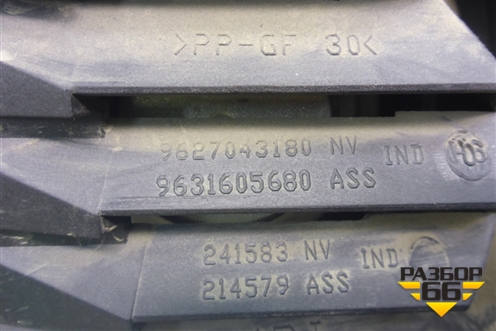 >PP-GF 30<
9627043180 NV IND
9631605680 ASS
241583 NV IND
214579 ASS
РАЗБОР
66